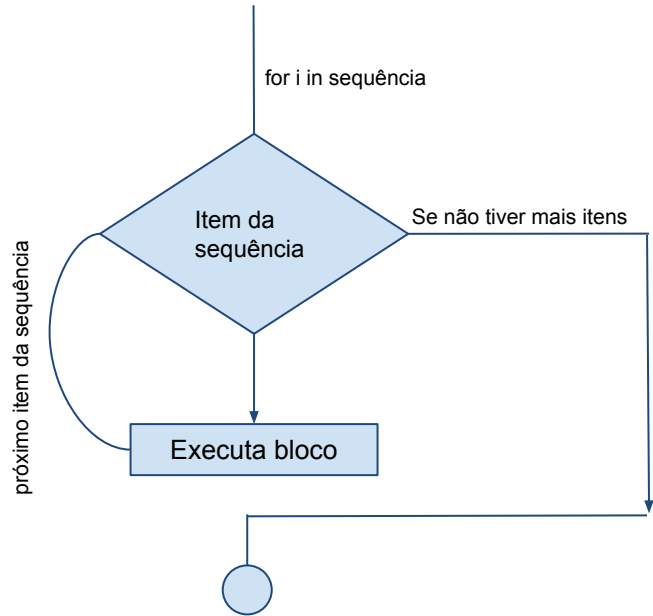 for i in sequência
Item da
sequência
Se não tiver mais itens
próximo item da sequência
Executa bloco